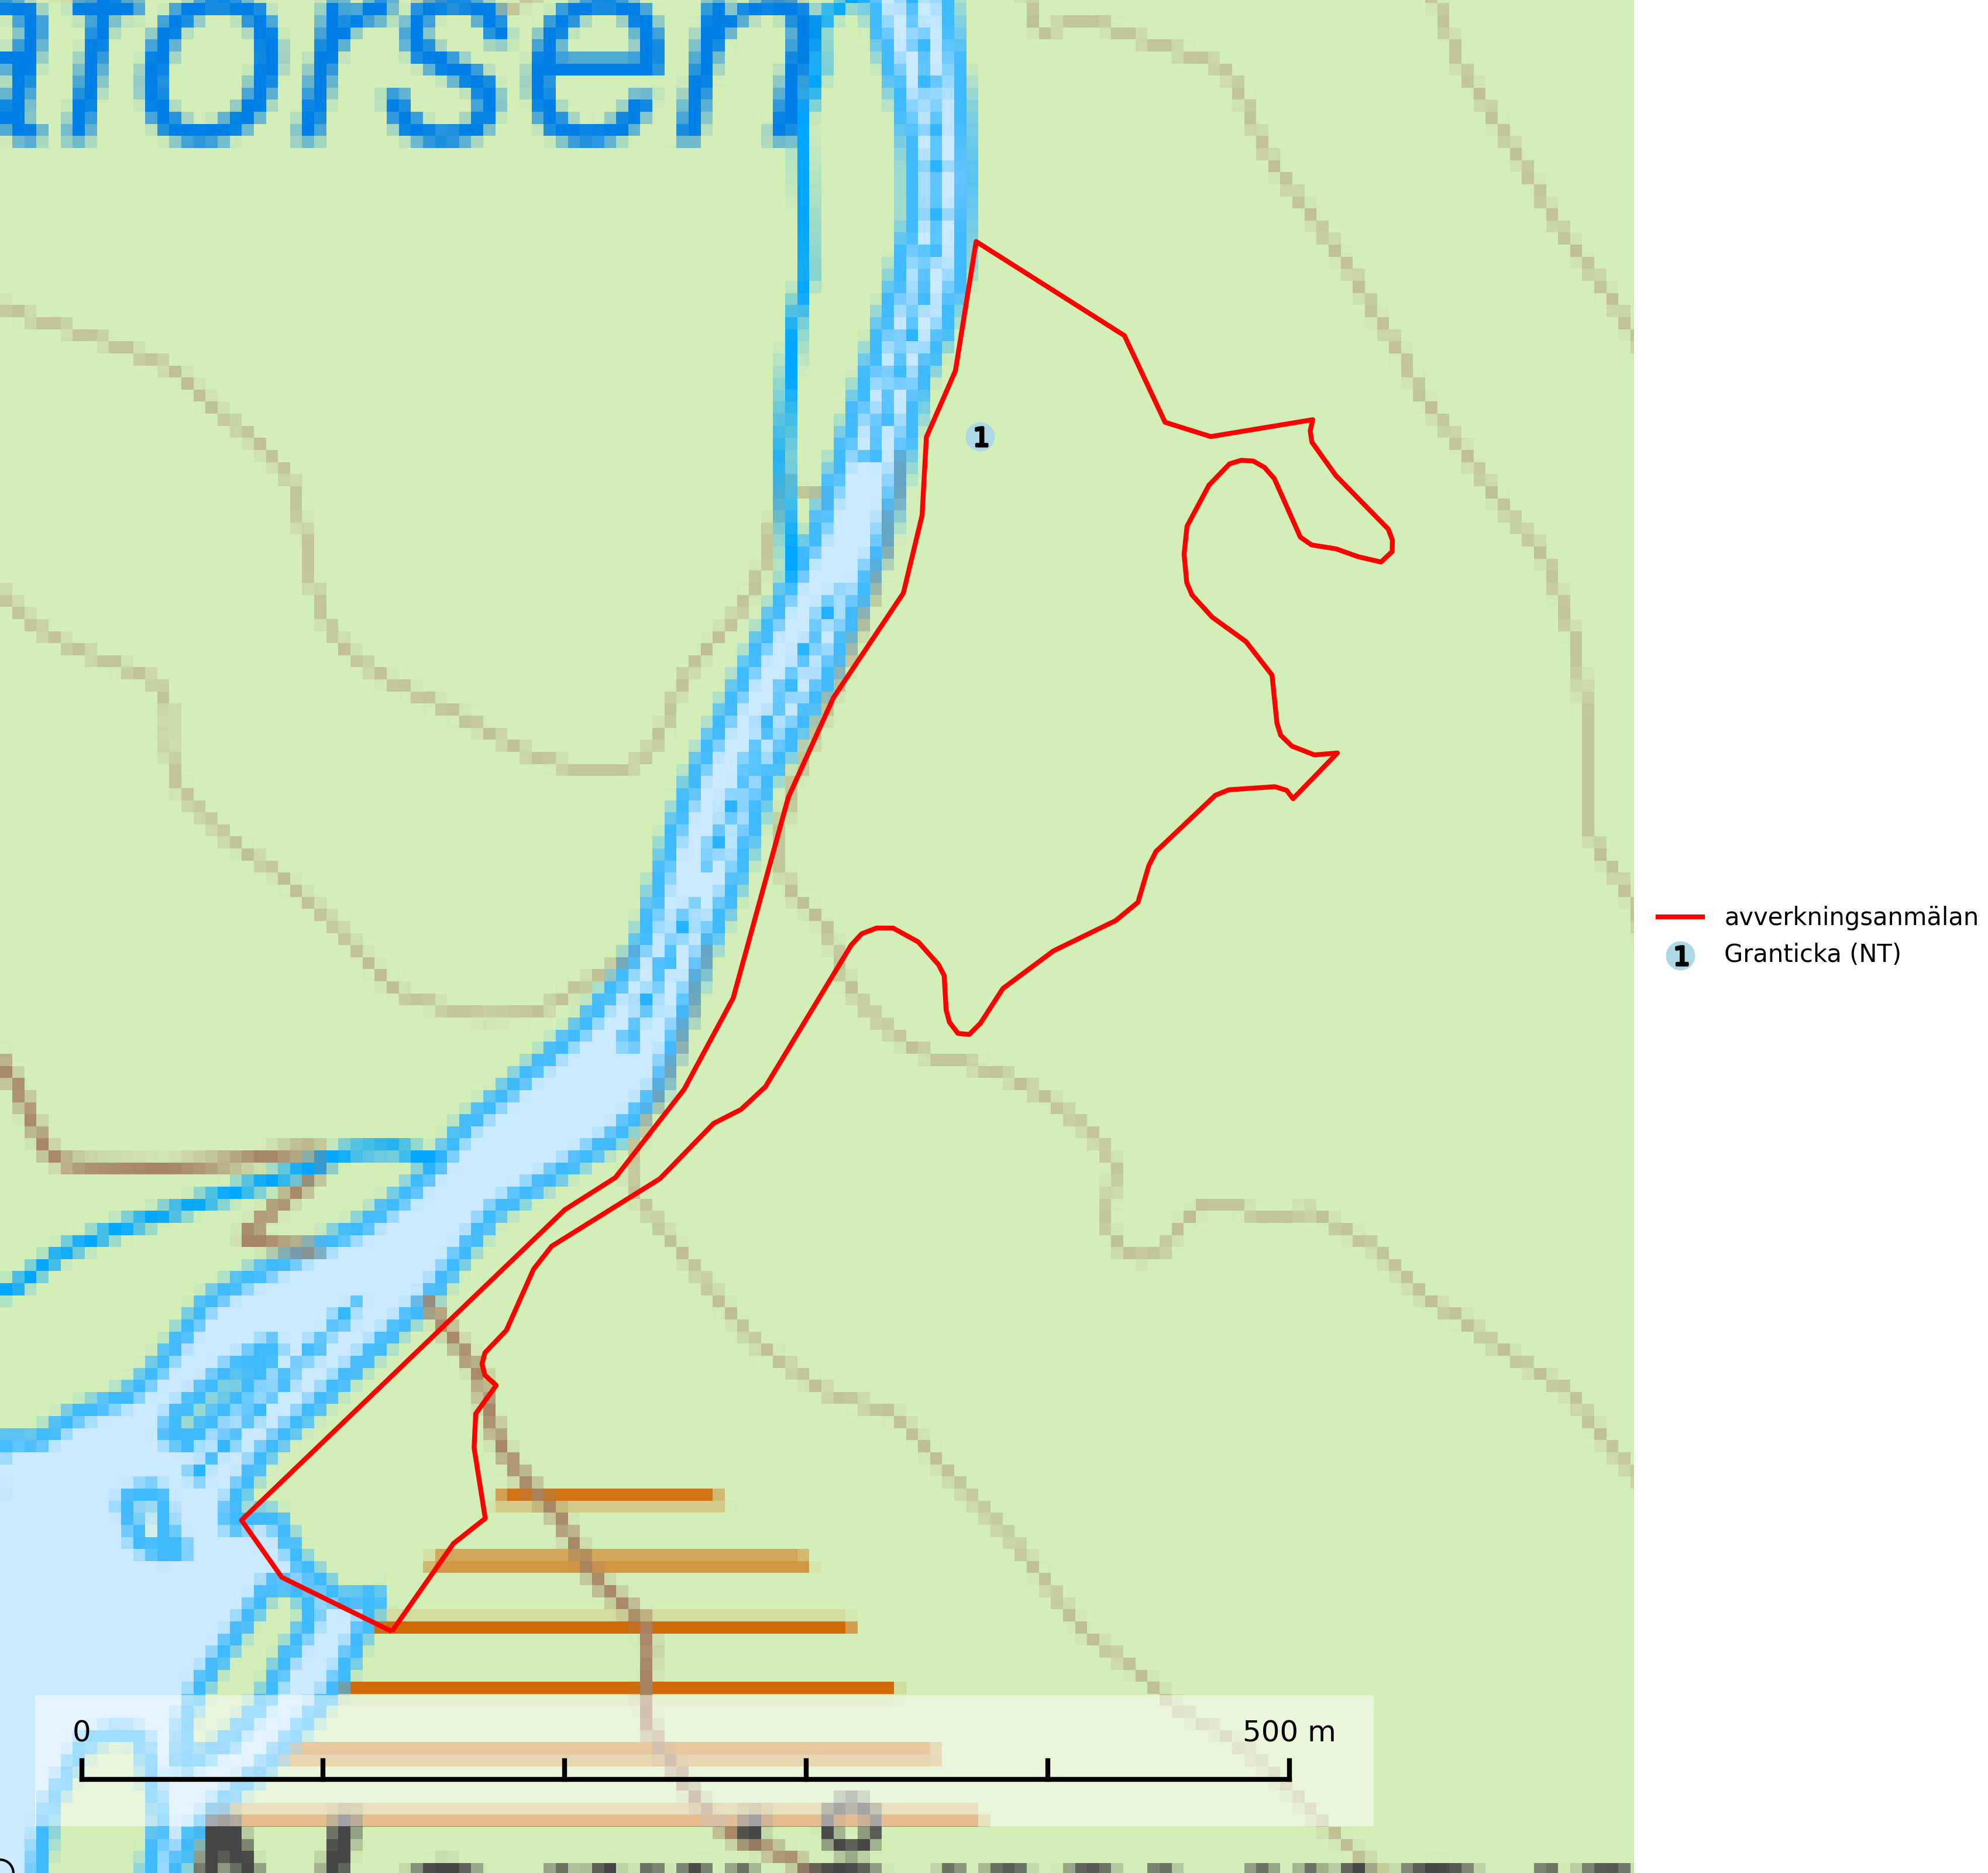 1
avverkningsanmälan
1 Granticka (NT)
0 500 m